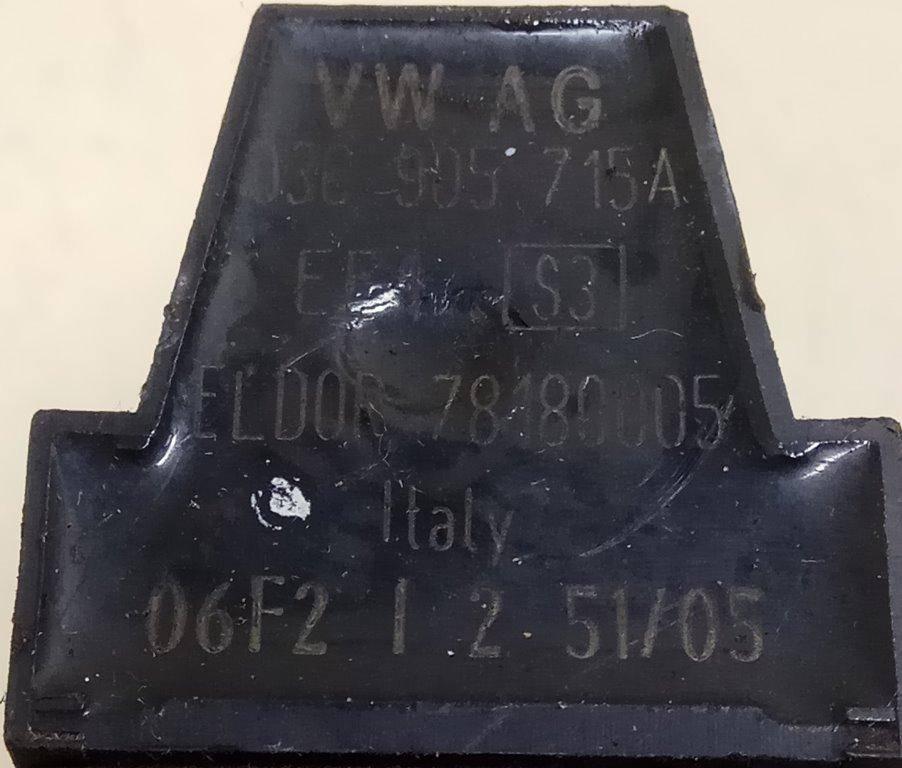 VW AG
036 905 715A
S3
ELDOR 78180005
Italy
06F2 I 2 51/05